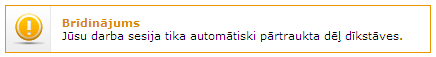 Brīdinājums
Jūsu darba sesija tika automātiski pārtraukta dēļ dīkstāves.